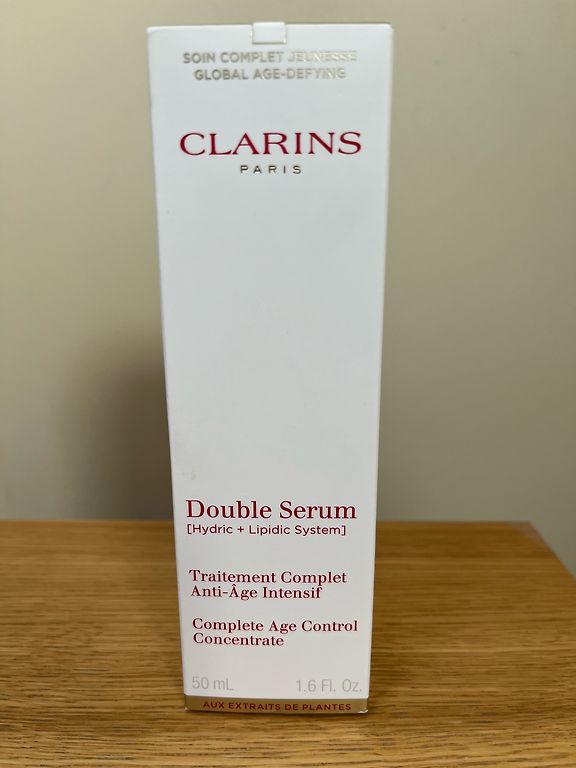 SOIN COMPLET JEUNESSE
GLOBAL AGE-DEFYING
CLARINS
PARIS
Double Serum
[Hydric + Lipidic System]
Traitement Complet
Anti-Âge Intensif
Complete Age Control
Concentrate
50 mL 1.6 Fl. Oz.
AUX EXTRAITS DE PLANTES